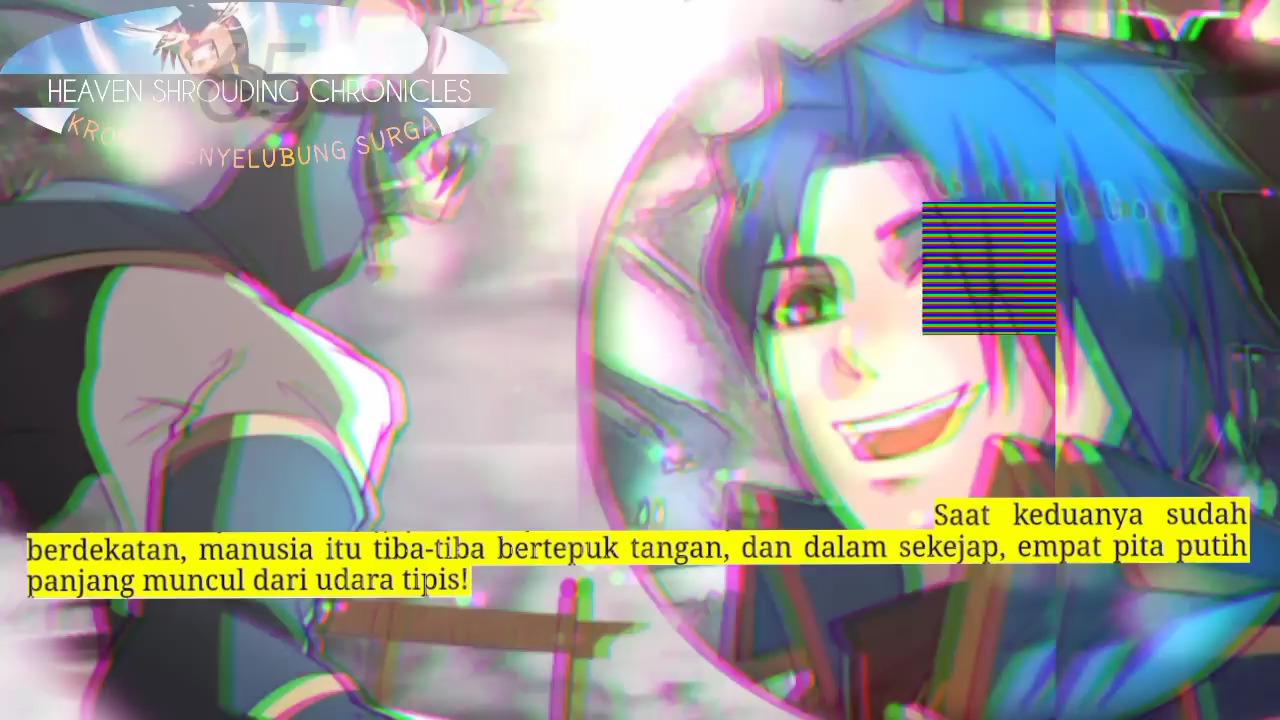 HEAVEN SHROUDING CHRONICLES
NYELUBUNG SURGA
Saat keduanya sudah
berdekatan, manusia itu tiba-tiba bertepuk tangan, dan dalam sekejap, empat pita putih
panjang muncul dari udara tipis!